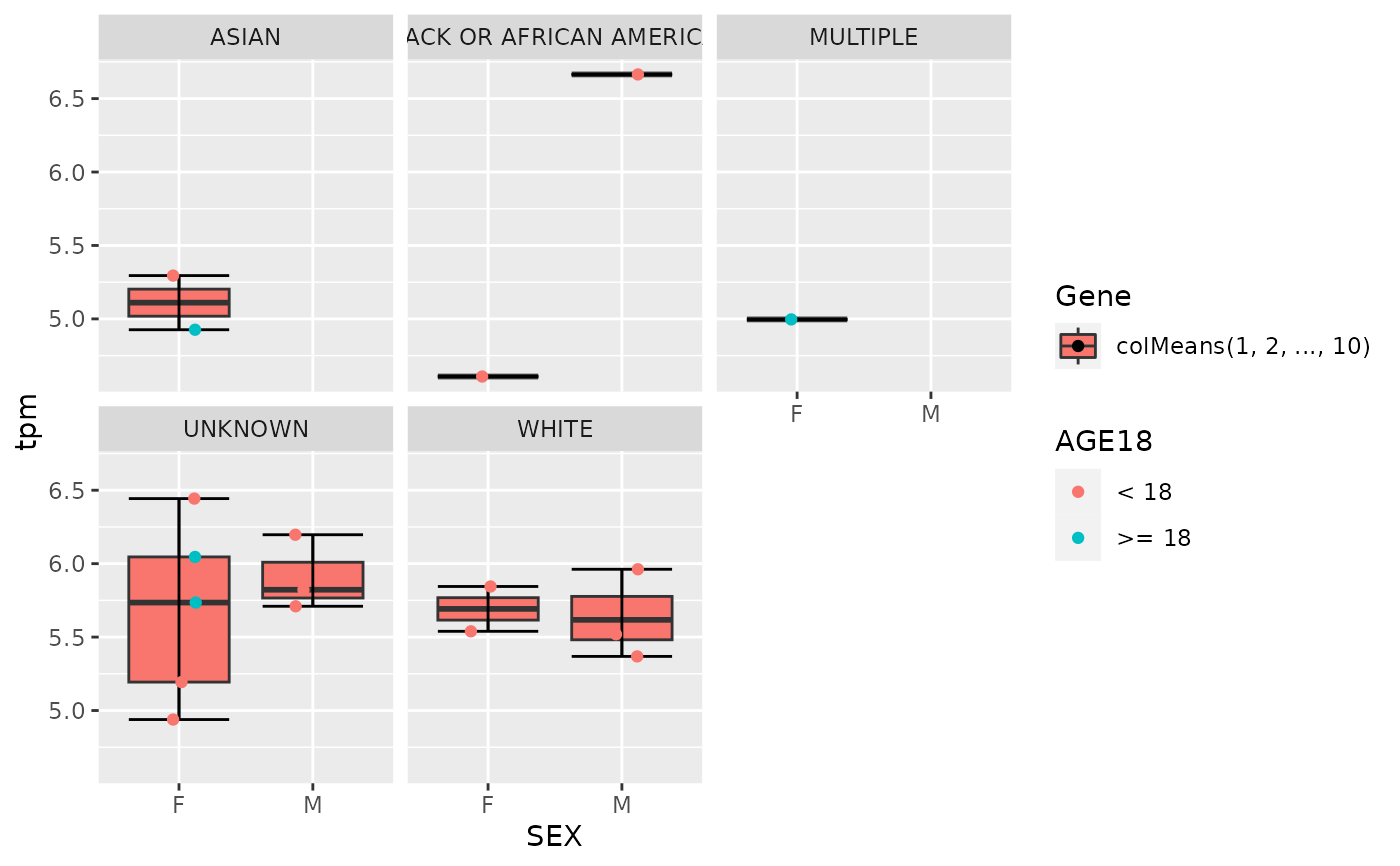 ASIAN
ACK OR AFRICAN AMERIC
MULTIPLE
6.5
6.0
5.5
5.0
F
M
UNKNOWN
WHITE
6.5
6.0
5.5
5.0
F
M
F
M
SEX
tpm
Gene
colMeans(1, 2, ..., 10)
AGE18
< 18
>= 18